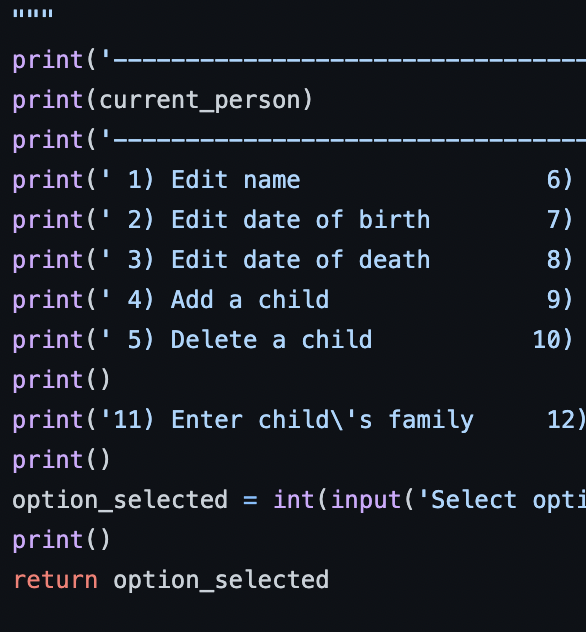 """
print('---------------------------------
print(current_person)
print('---------------------------------
print(' 1) Edit name                 6)
print(' 2) Edit date of birth        7)
print(' 3) Edit date of death        8)
print(' 4) Add a child               9)
print(' 5) Delete a child           10)
print()
print('11) Enter child\'s family     12)
print()
option_selected = int(input('Select opti
print()
return option_selected